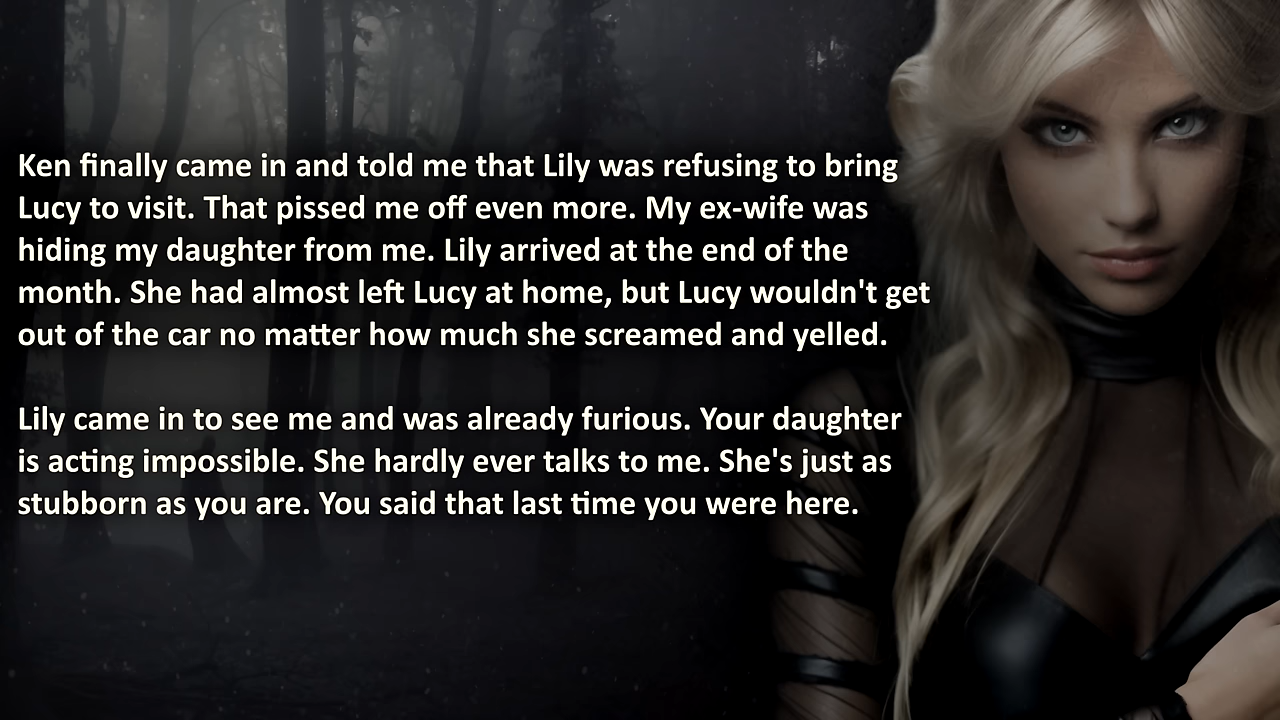 Ken finally came in and told me that Lily was refusing to bring
Lucy to visit. That pissed me off even more. My ex-wife was
hiding my daughter from me. Lily arrived at the end of the
month. She had almost left Lucy at home, but Lucy wouldn't get
out of the car no matter how much she screamed and yelled.
Lily came in to see me and was already furious. Your daughter
is acting impossible. She hardly ever talks to me. She's just as
stubborn as you are. You said that last time you were here.